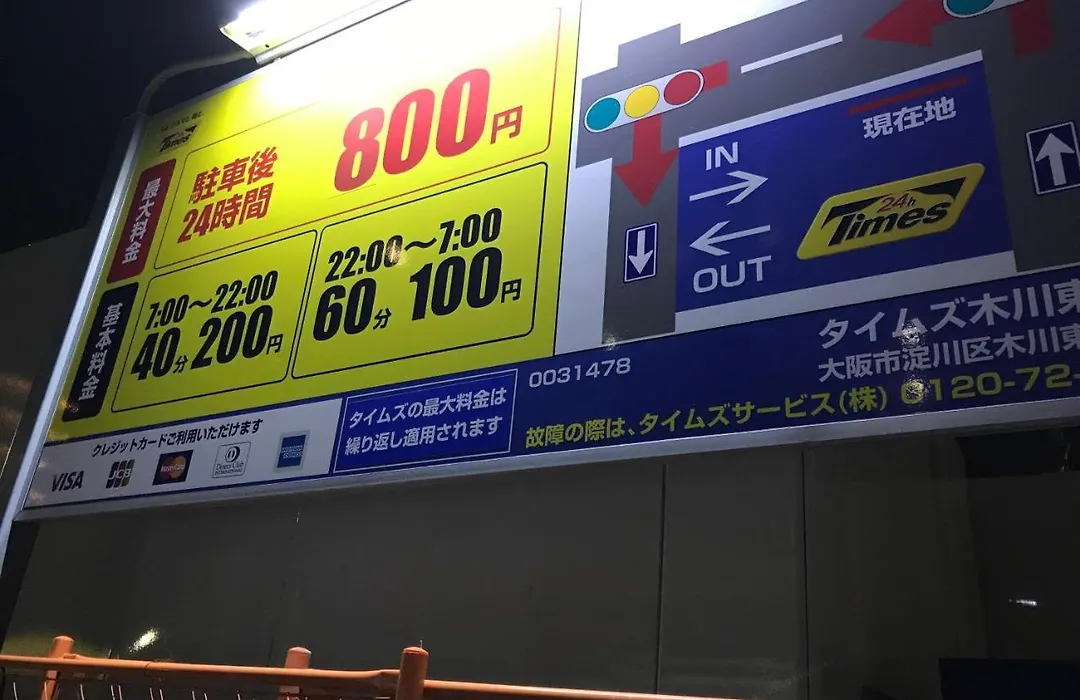 Times
最大料金
駐車後
24時間
800円
基本料金
7:00〜22:00
40分200円
22:00〜7:00
60分 100円
クレジットカードご利用いただけます
VISA JCB MasterCard Diners Club
INTERNATIONAL
タイムズの最大料金は
繰り返し適用されます
現在地
IN
OUT
24h
Times
0031478
タイムズ木川東
大阪市淀川区木川東
故障の際は、タイムズサービス(株) 0120-72-